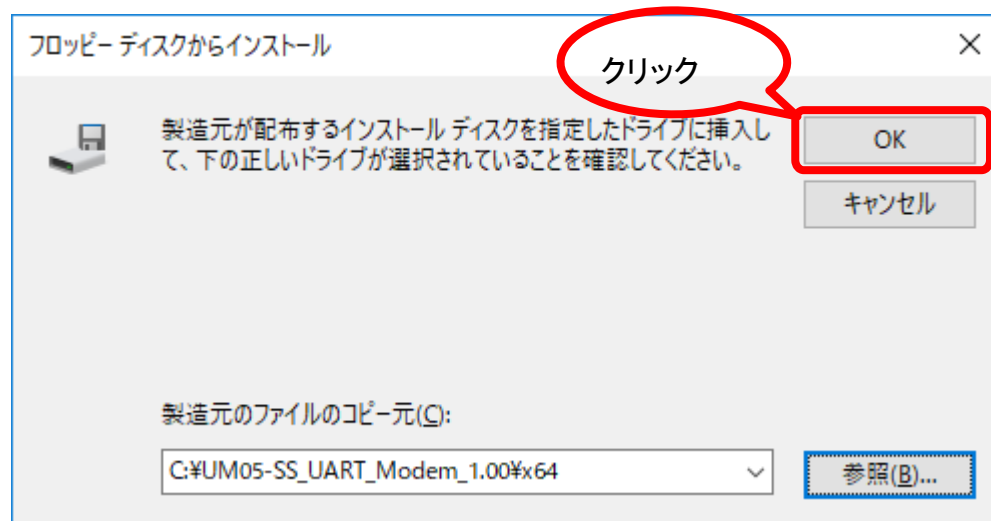 フロッピー ディスクからインストール
クリック
製造元が配布するインストール ディスクを指定したドライブに挿入し
て、下の正しいドライブが選択されていることを確認してください。
OK
キャンセル
製造元のファイルのコピー元(C):
C:¥UM05-SS_UART_Modem_1.00¥x64
参照(B)...